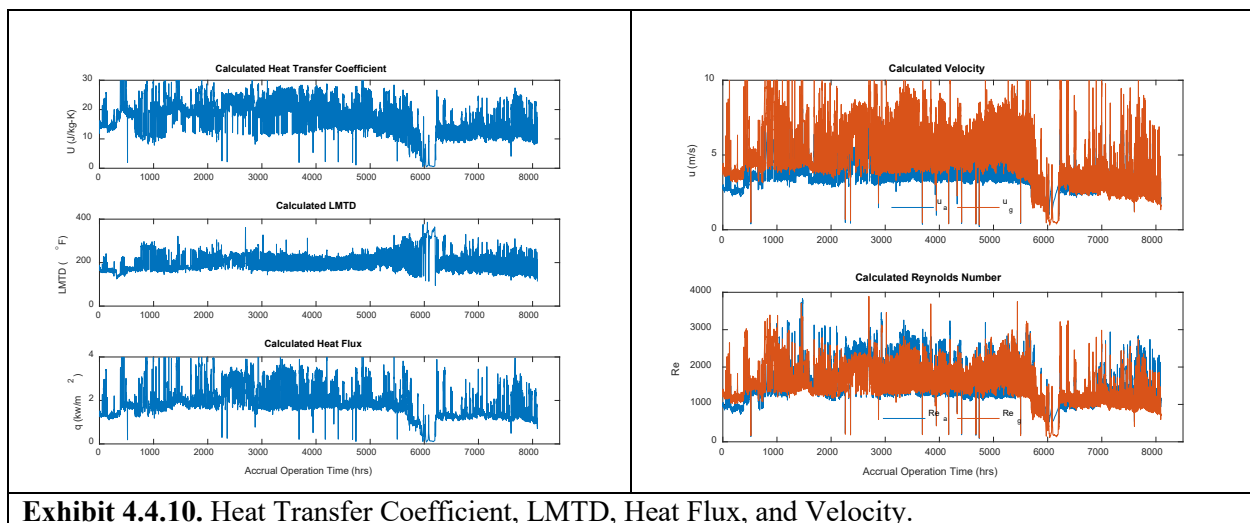 Calculated Heat Transfer Coefficient
U (J/kg-K)
30
20
10
0
0 1000 2000 3000 4000 5000 6000 7000 8000
Calculated LMTD
LMTD ( °F)
400
200
0
0 1000 2000 3000 4000 5000 6000 7000 8000
Calculated Heat Flux
q (kw/m 2 )
4
2
0
0 1000 2000 3000 4000 5000 6000 7000 8000
Accrual Operation Time (hrs)
Calculated Velocity
u (m/s)
10
5
0
u a u g
0 1000 2000 3000 4000 5000 6000 7000 8000
Calculated Reynolds Number
Re
4000
3000
2000
1000
0
Re a Re g
0 1000 2000 3000 4000 5000 6000 7000 8000
Accrual Operation Time (hrs)
Exhibit 4.4.10. Heat Transfer Coefficient, LMTD, Heat Flux, and Velocity.